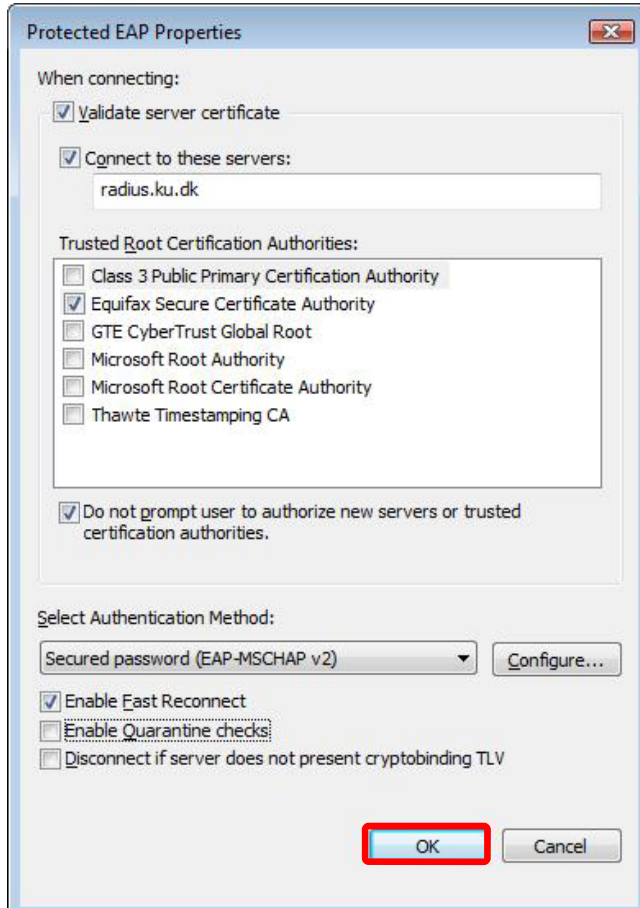 Protected EAP Properties
When connecting:
Validate server certificate
Connect to these servers:
radius.ku.dk
Trusted Root Certification Authorities:
Class 3 Public Primary Certification Authority
Equifax Secure Certificate Authority
GTE CyberTrust Global Root
Microsoft Root Authority
Microsoft Root Certificate Authority
Thawte Timestamping CA
Do not prompt user to authorize new servers or trusted
certification authorities.
Select Authentication Method:
Secured password (EAP-MSCHAP v2)
Configure...
Enable Fast Reconnect
Enable Quarantine checks
Disconnect if server does not present cryptobinding TLV
OK
Cancel